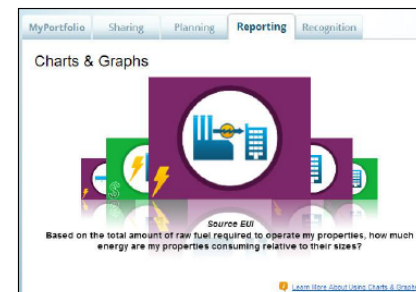 MyPortfolio Sharing Planning Reporting Recognition
Charts & Graphs
Source EUI
Based on the total amount of raw fuel required to operate my properties, how much
energy are my properties consuming relative to their sizes?
Learn More About Using Charts & Graphs